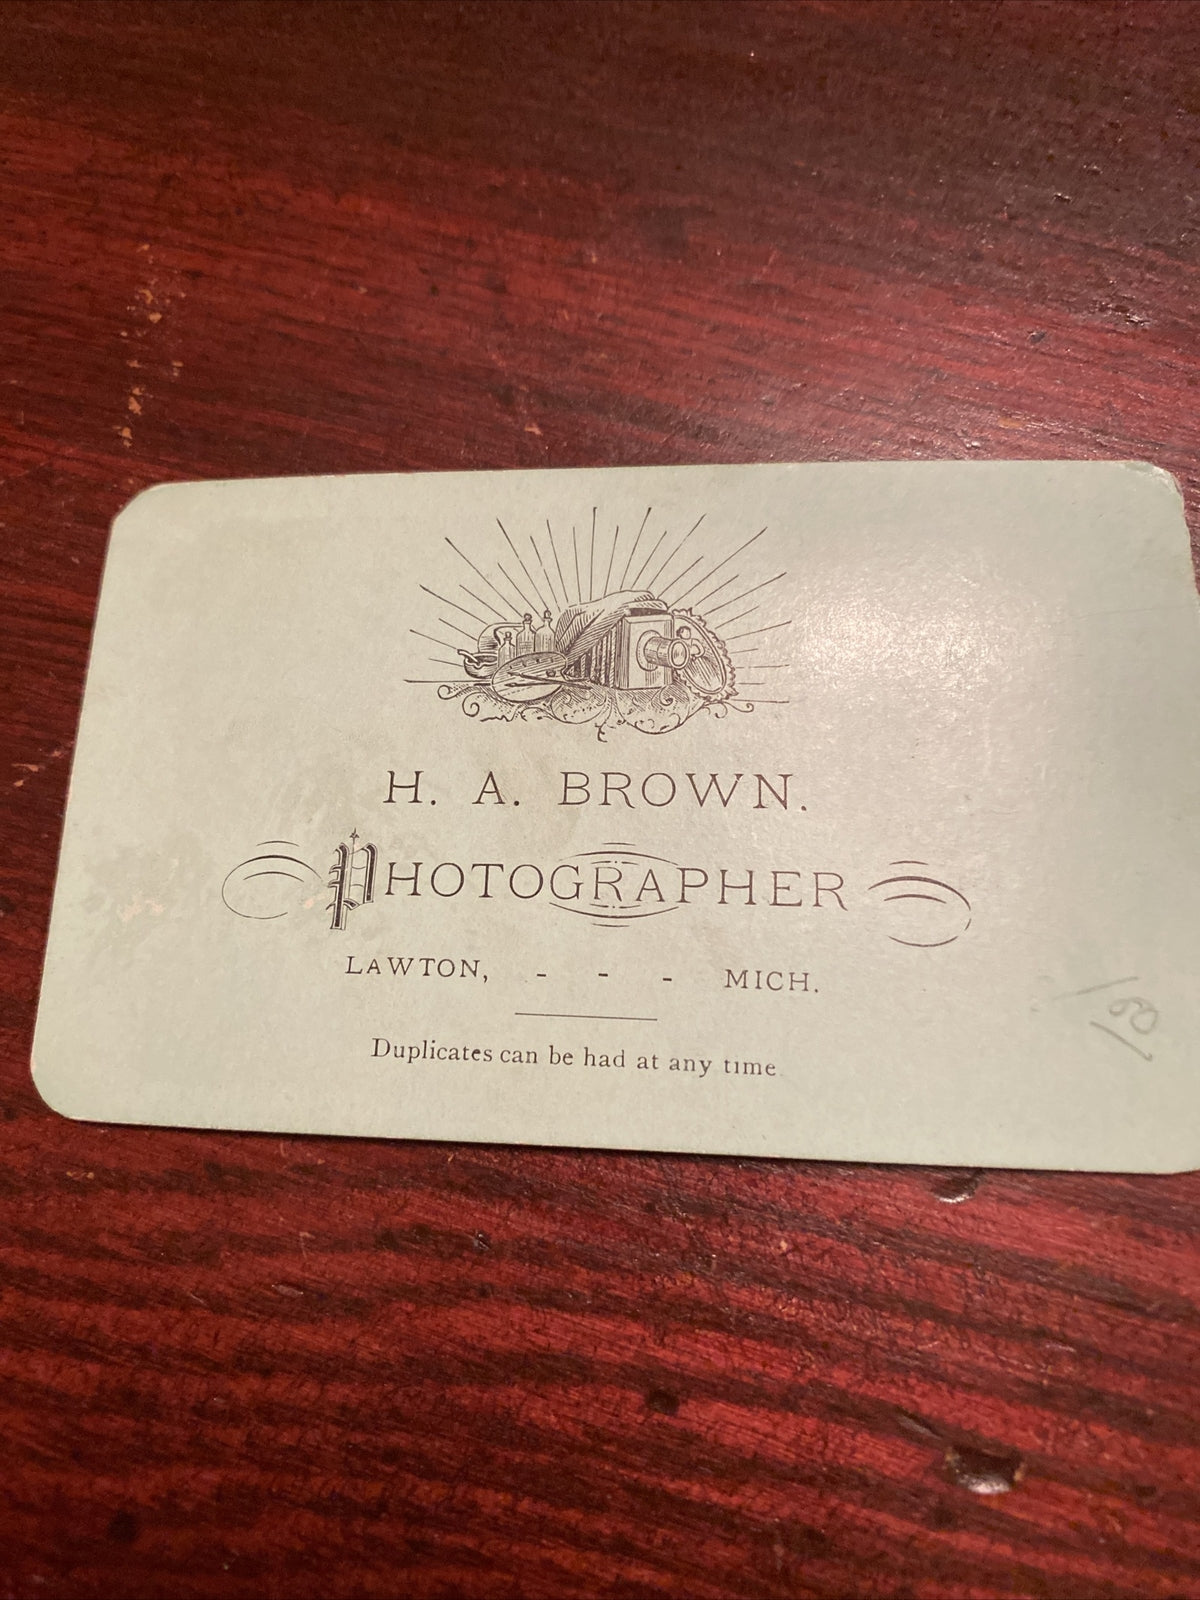 H. A. BROWN.
PHOTOGRAPHER
LAWTON, - - - MICH.
Duplicates can be had at any time